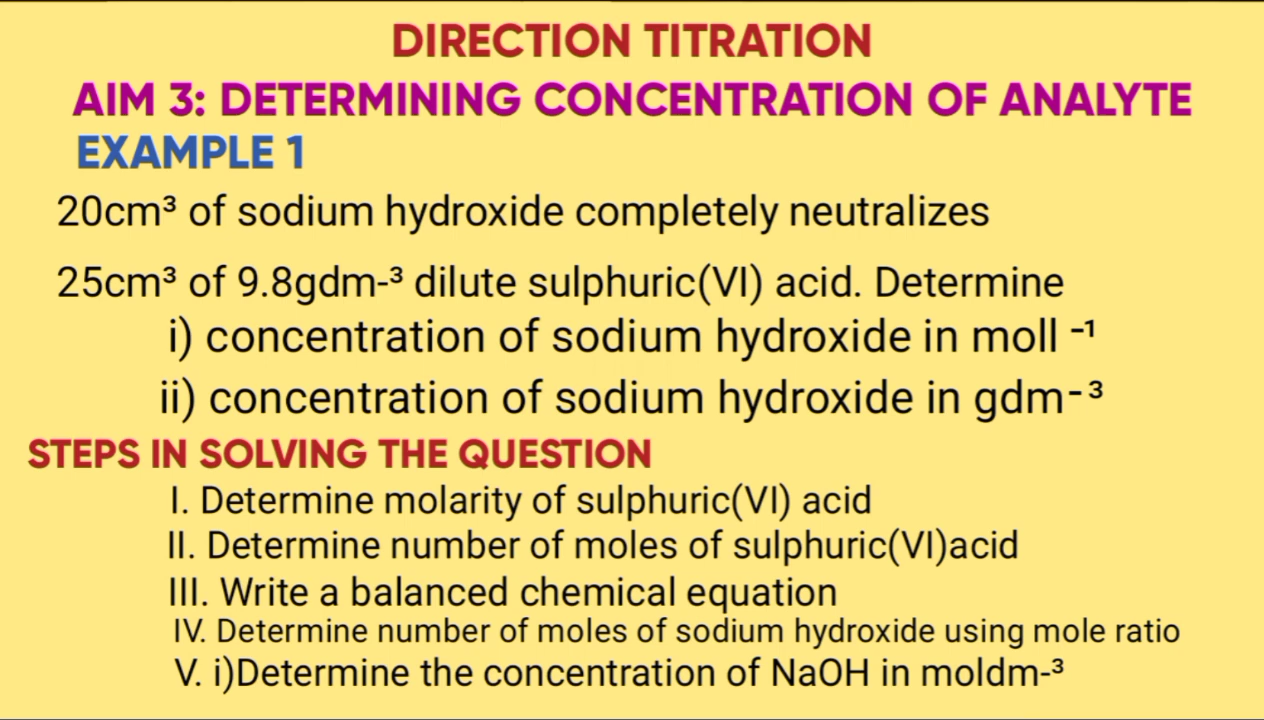 DIRECTION TITRATION
AIM 3: DETERMINING CONCENTRATION OF ANALYTE
EXAMPLE 1
20cm³ of sodium hydroxide completely neutralizes
25cm³ of 9.8gdm-³ dilute sulphuric(VI) acid. Determine
i) concentration of sodium hydroxide in moll ⁻¹
ii) concentration of sodium hydroxide in gdm⁻³
STEPS IN SOLVING THE QUESTION
I. Determine molarity of sulphuric(VI) acid
II. Determine number of moles of sulphuric(VI)acid
III. Write a balanced chemical equation
IV. Determine number of moles of sodium hydroxide using mole ratio
V. i)Determine the concentration of NaOH in moldm-³